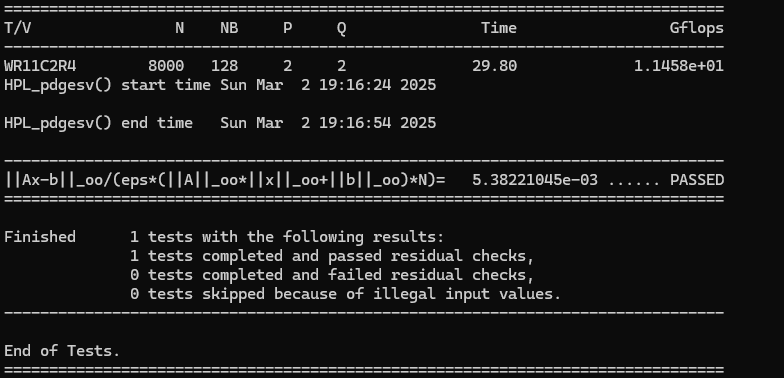 ================================================================================
T/V                N    NB     P     Q               Time                 Gflops
--------------------------------------------------------------------------------
WR11C2R4        8000   128     2     2              29.80             1.1458e+01
HPL_pdgesv() start time Sun Mar  2 19:16:24 2025
HPL_pdgesv() end time   Sun Mar  2 19:16:54 2025
--------------------------------------------------------------------------------
||Ax-b||_oo/(eps*(||A||_oo*||x||_oo+||b||_oo)*N)=   5.38221045e-03 ...... PASSED
================================================================================
Finished      1 tests with the following results:
              1 tests completed and passed residual checks,
              0 tests completed and failed residual checks,
              0 tests skipped because of illegal input values.
--------------------------------------------------------------------------------
End of Tests.
================================================================================